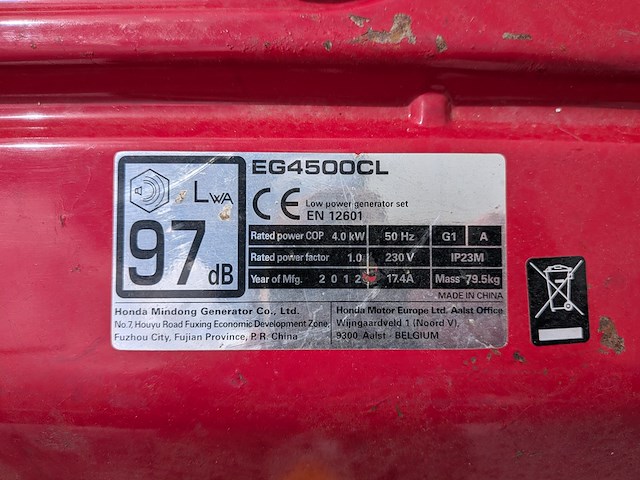 EG4500CL
LWA
97 dB
CE Low power generator set
EN 12601
Rated power COP 4.0 kW 50 Hz G1 A
Rated power factor 1.0 230 V IP23M
Year of Mfg. 2012 17.4A Mass 79.5kg
MADE IN CHINA
Honda Mindong Generator Co., Ltd.
No.7, Houyu Road Fuxing Economic Development Zone,
Fuzhou City, Fujian Province, P. R. China
Honda Motor Europe Ltd. Aalst Office
Wijngaardveld 1 (Noord V),
9300 Aalst - BELGIUM